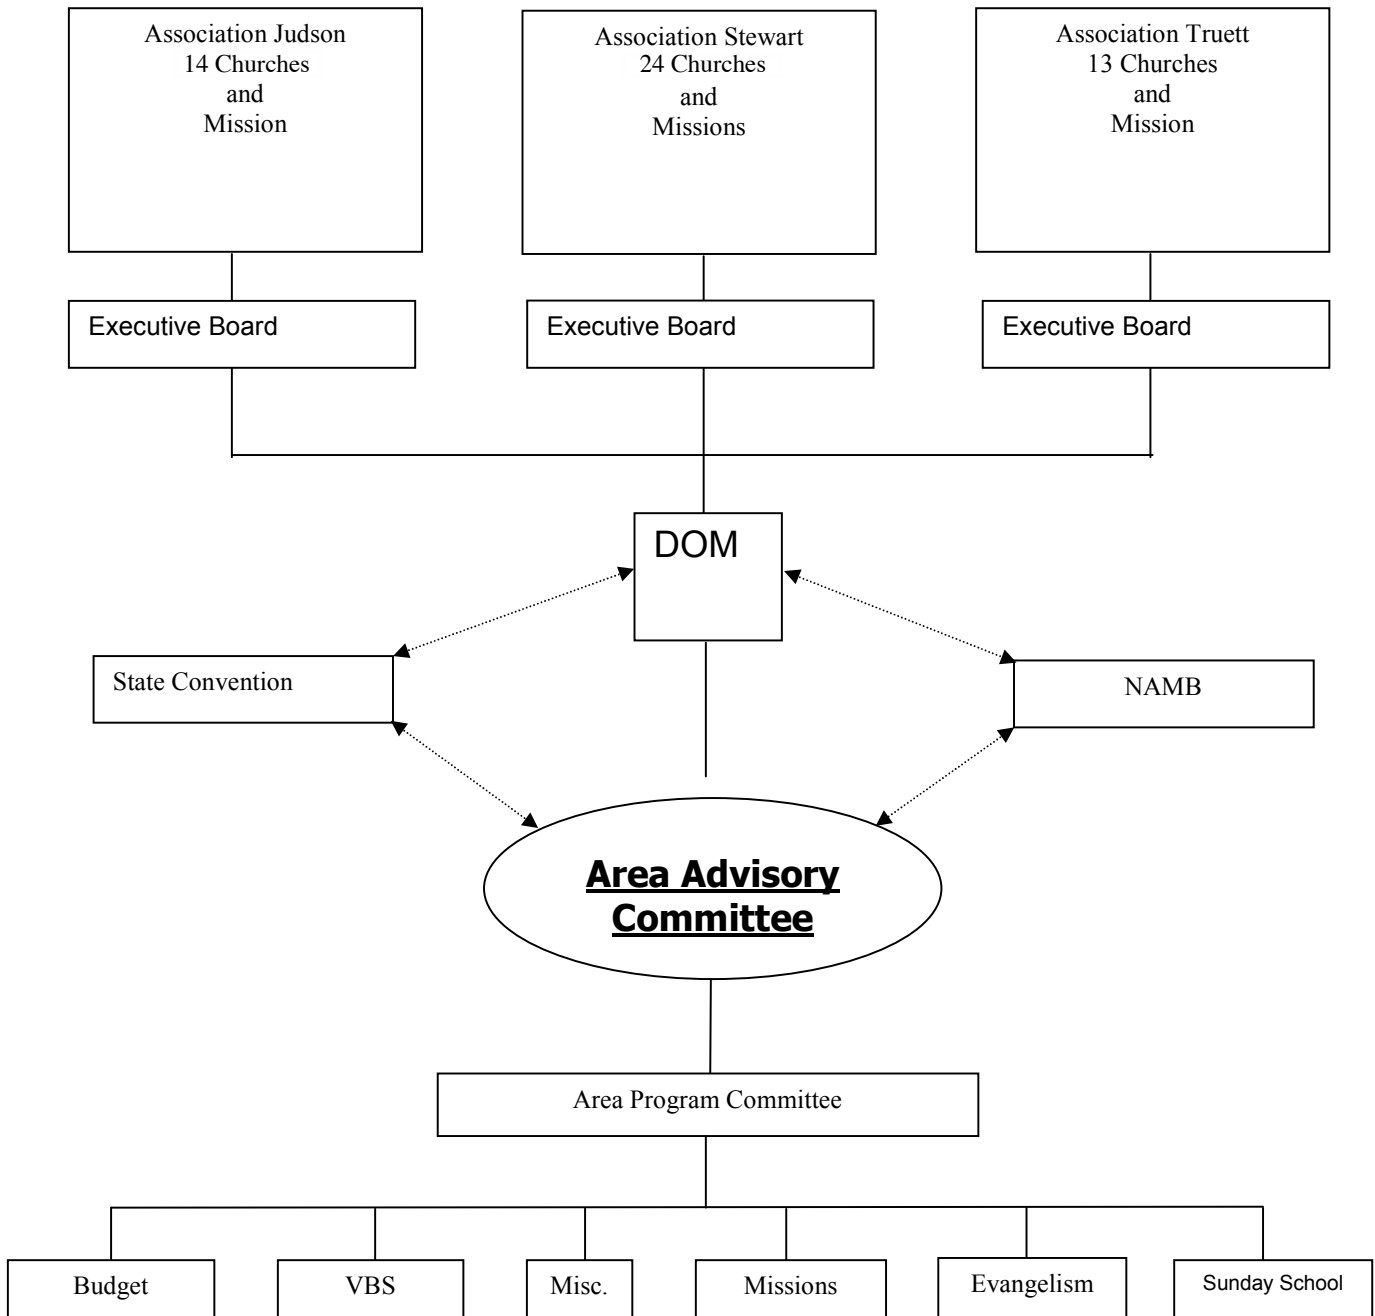 Association Judson
14 Churches
and
Mission
Association Stewart
24 Churches
and
Missions
Association Truett
13 Churches
and
Mission
Executive Board
Executive Board
Executive Board
DOM
State Convention
NAMB
Area Advisory
Committee
Area Program Committee
Budget
VBS
Misc.
Missions
Evangelism
Sunday School